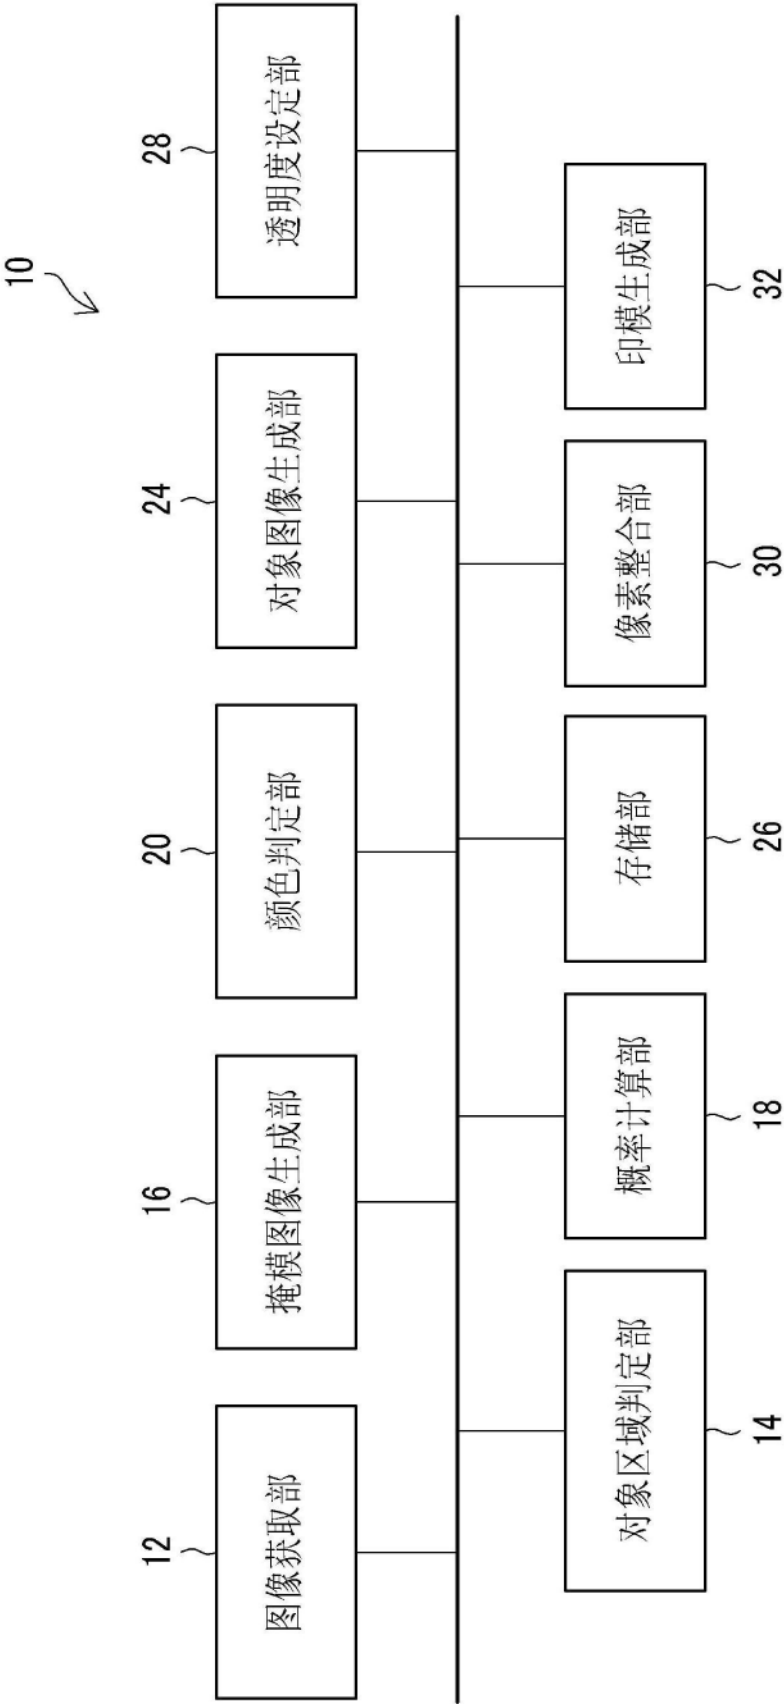 10
12
图像获取部
16
掩模图像生成部
20
颜色判定部
24
对象图像生成部
28
透明度设定部
对象区域判定部
14
概率计算部
18
存储部
26
像素整合部
30
印模生成部
32